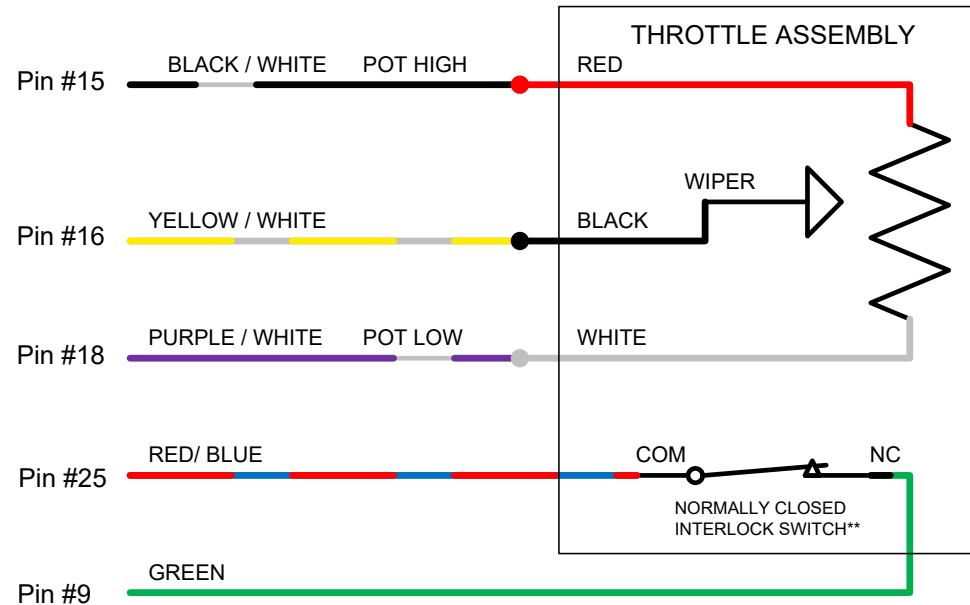 THROTTLE ASSEMBLY
Pin #15
BLACK / WHITE
POT HIGH
RED
WIPER
Pin #16
YELLOW / WHITE
BLACK
Pin #18
PURPLE / WHITE
POT LOW
WHITE
Pin #25
RED/ BLUE
COM
NC
NORMALLY CLOSED
INTERLOCK SWITCH**
Pin #9
GREEN